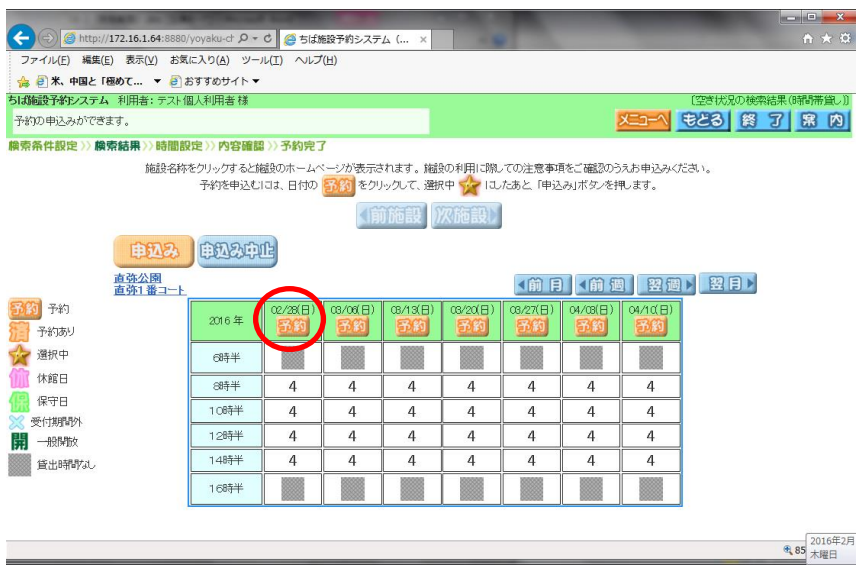 http://172.16.1.64:8880/yoyaku-ch
ちば施設予約システム (...
ファイル(F) 編集(E) 表示(V) お気に入り(A) ツール(T) ヘルプ(H)
米、中国と「極めて...
おすすめサイト
ちば施設予約システム 利用者:テスト個人利用者 様
[空き状況の検索結果(時間帯貸し)]
予約の申込みができます。
メニューへ もどる 終了 案内
検索条件設定 》 検索結果 》 時間設定 》 内容確認 》 予約完了
施設名称をクリックすると施設のホームページが表示されます。施設の利用に際しての注意事項をご確認のうえお申込みください。
予約を申込むには、日付の 予約 をクリックして、選択中 にしたあと「申込み」ボタンを押します。
前施設 次施設
申込み 申込み中止
直弥公園
直弥1番コート
前月 前週 翌週 翌月
予約 予約
済 予約あり
選択中
休 休館日
保 保守日
受付期間外
開 一般開放
貸出時間なし
2016年 02/28(日) 03/06(日) 03/13(日) 03/20(日) 03/27(日) 04/03(日) 04/10(日)
予約 予約 予約 予約 予約 予約 予約
6時半
8時半 4 4 4 4 4 4 4
10時半 4 4 4 4 4 4 4
12時半 4 4 4 4 4 4 4
14時半 4 4 4 4 4 4 4
16時半
85
2016年2月
木曜日